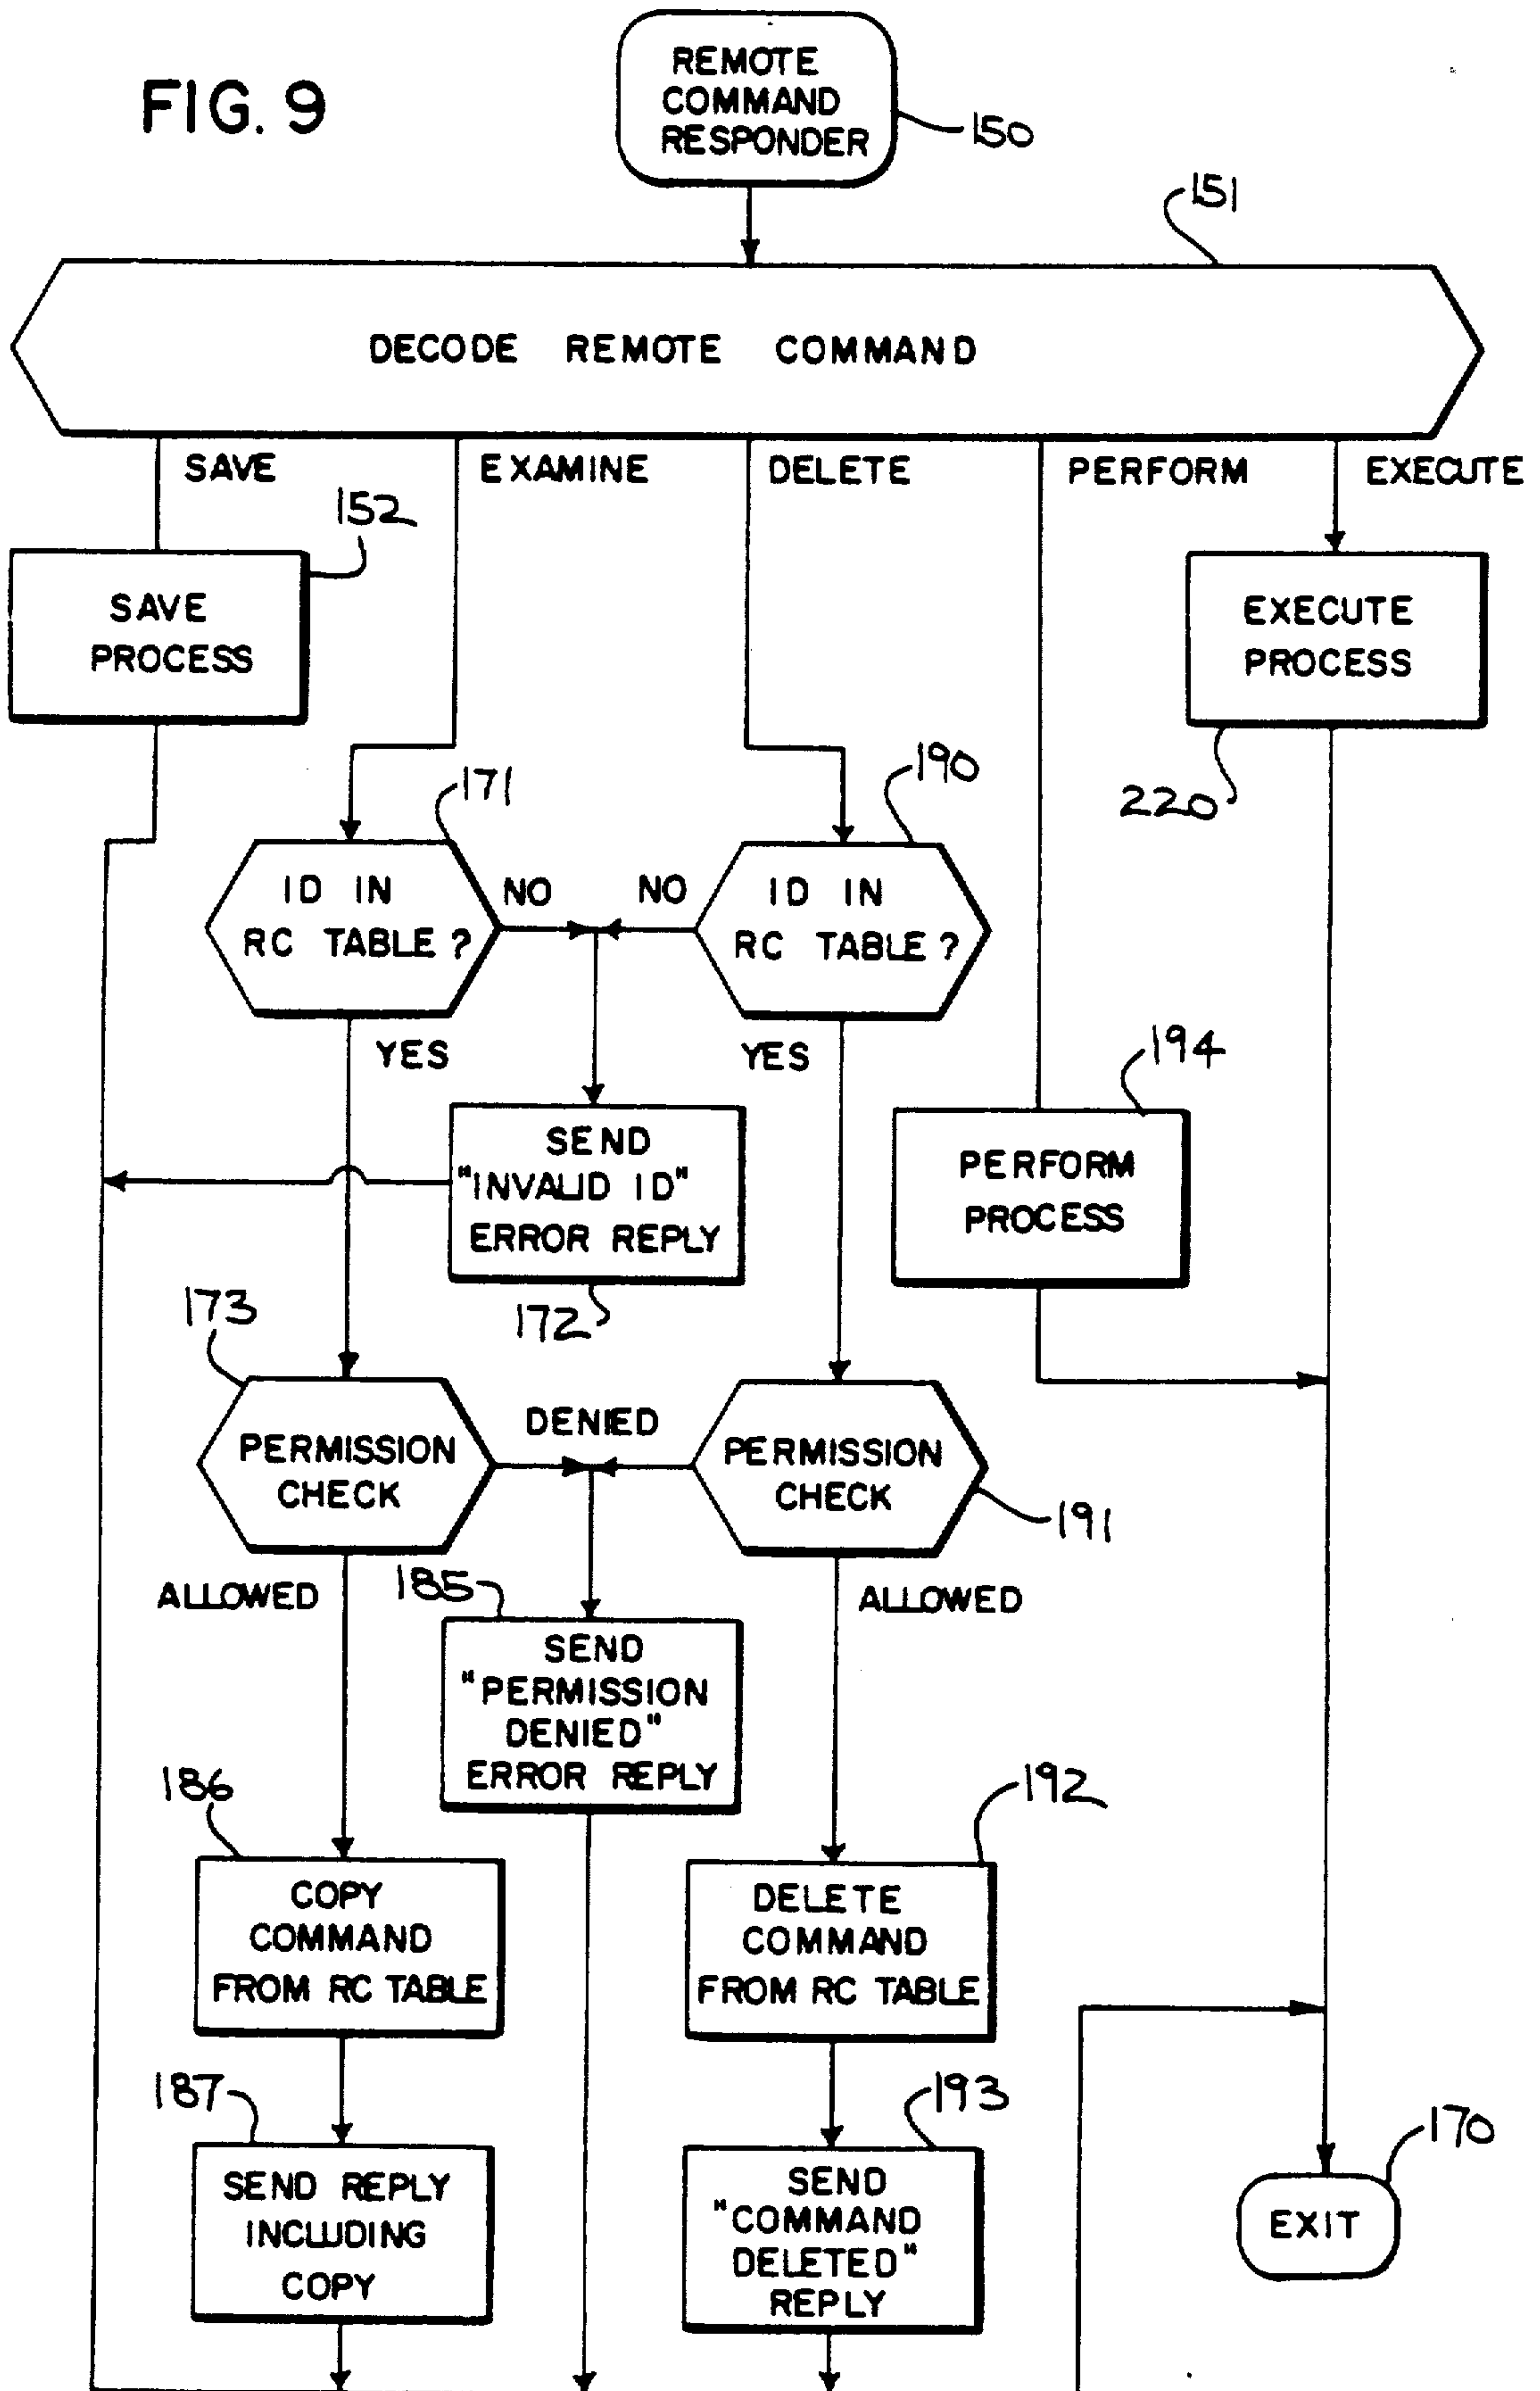 FIG. 9
REMOTE
COMMAND
RESPONDER
150
151
DECODE REMOTE COMMAND
SAVE
EXAMINE
DELETE
PERFORM
EXECUTE
152
SAVE
PROCESS
EXECUTE
PROCESS
220
171
190
ID IN
RC TABLE?
NO
NO
ID IN
RC TABLE?
YES
YES
194
SEND
"INVALID ID"
ERROR REPLY
172
PERFORM
PROCESS
173
PERMISSION
CHECK
DENIED
PERMISSION
CHECK
191
ALLOWED
185
ALLOWED
SEND
"PERMISSION
DENIED"
ERROR REPLY
186
192
COPY
COMMAND
FROM RC TABLE
DELETE
COMMAND
FROM RC TABLE
187
193
170
SEND REPLY
INCLUDING
COPY
SEND
"COMMAND
DELETED"
REPLY
EXIT